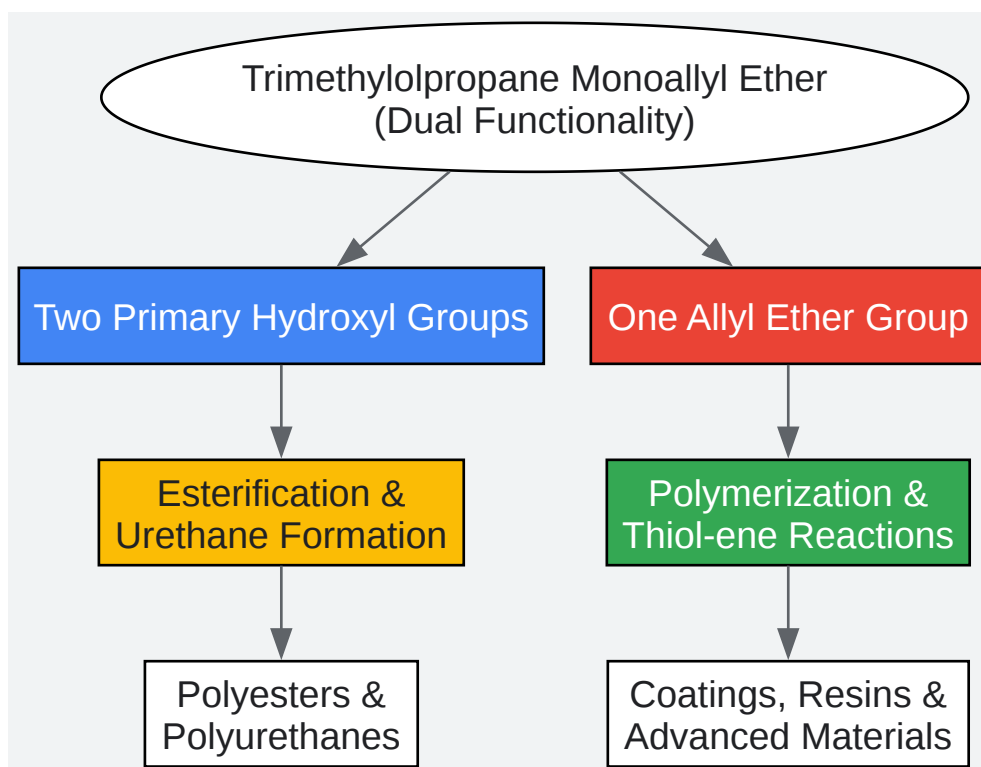 Trimethylolpropane Monoallyl Ether
(Dual Functionality)
Two Primary Hydroxyl Groups
One Allyl Ether Group
Esterification &
Urethane Formation
Polymerization &
Thiol-ene Reactions
Polyesters &
Polyurethanes
Coatings, Resins &
Advanced Materials